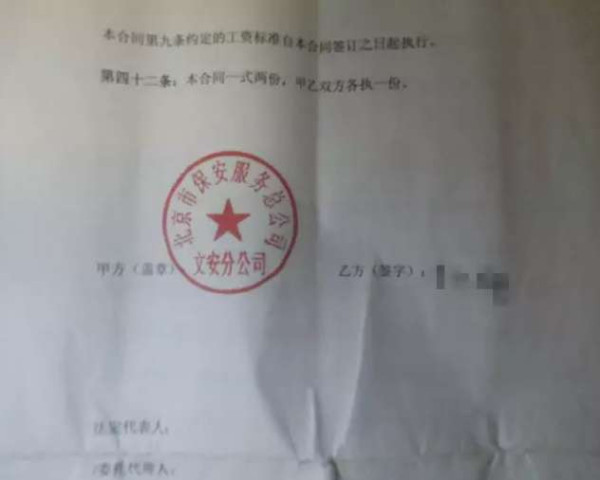 本合同第九条约定的工费标准自本合同签订之日起执行。
第四十二条：本合同一式两份，甲乙双方各执一份。
北京市保安服务总公司
文安分公司
甲方（盖章）
乙方（签字）：
法定代表人：
委托代理人：